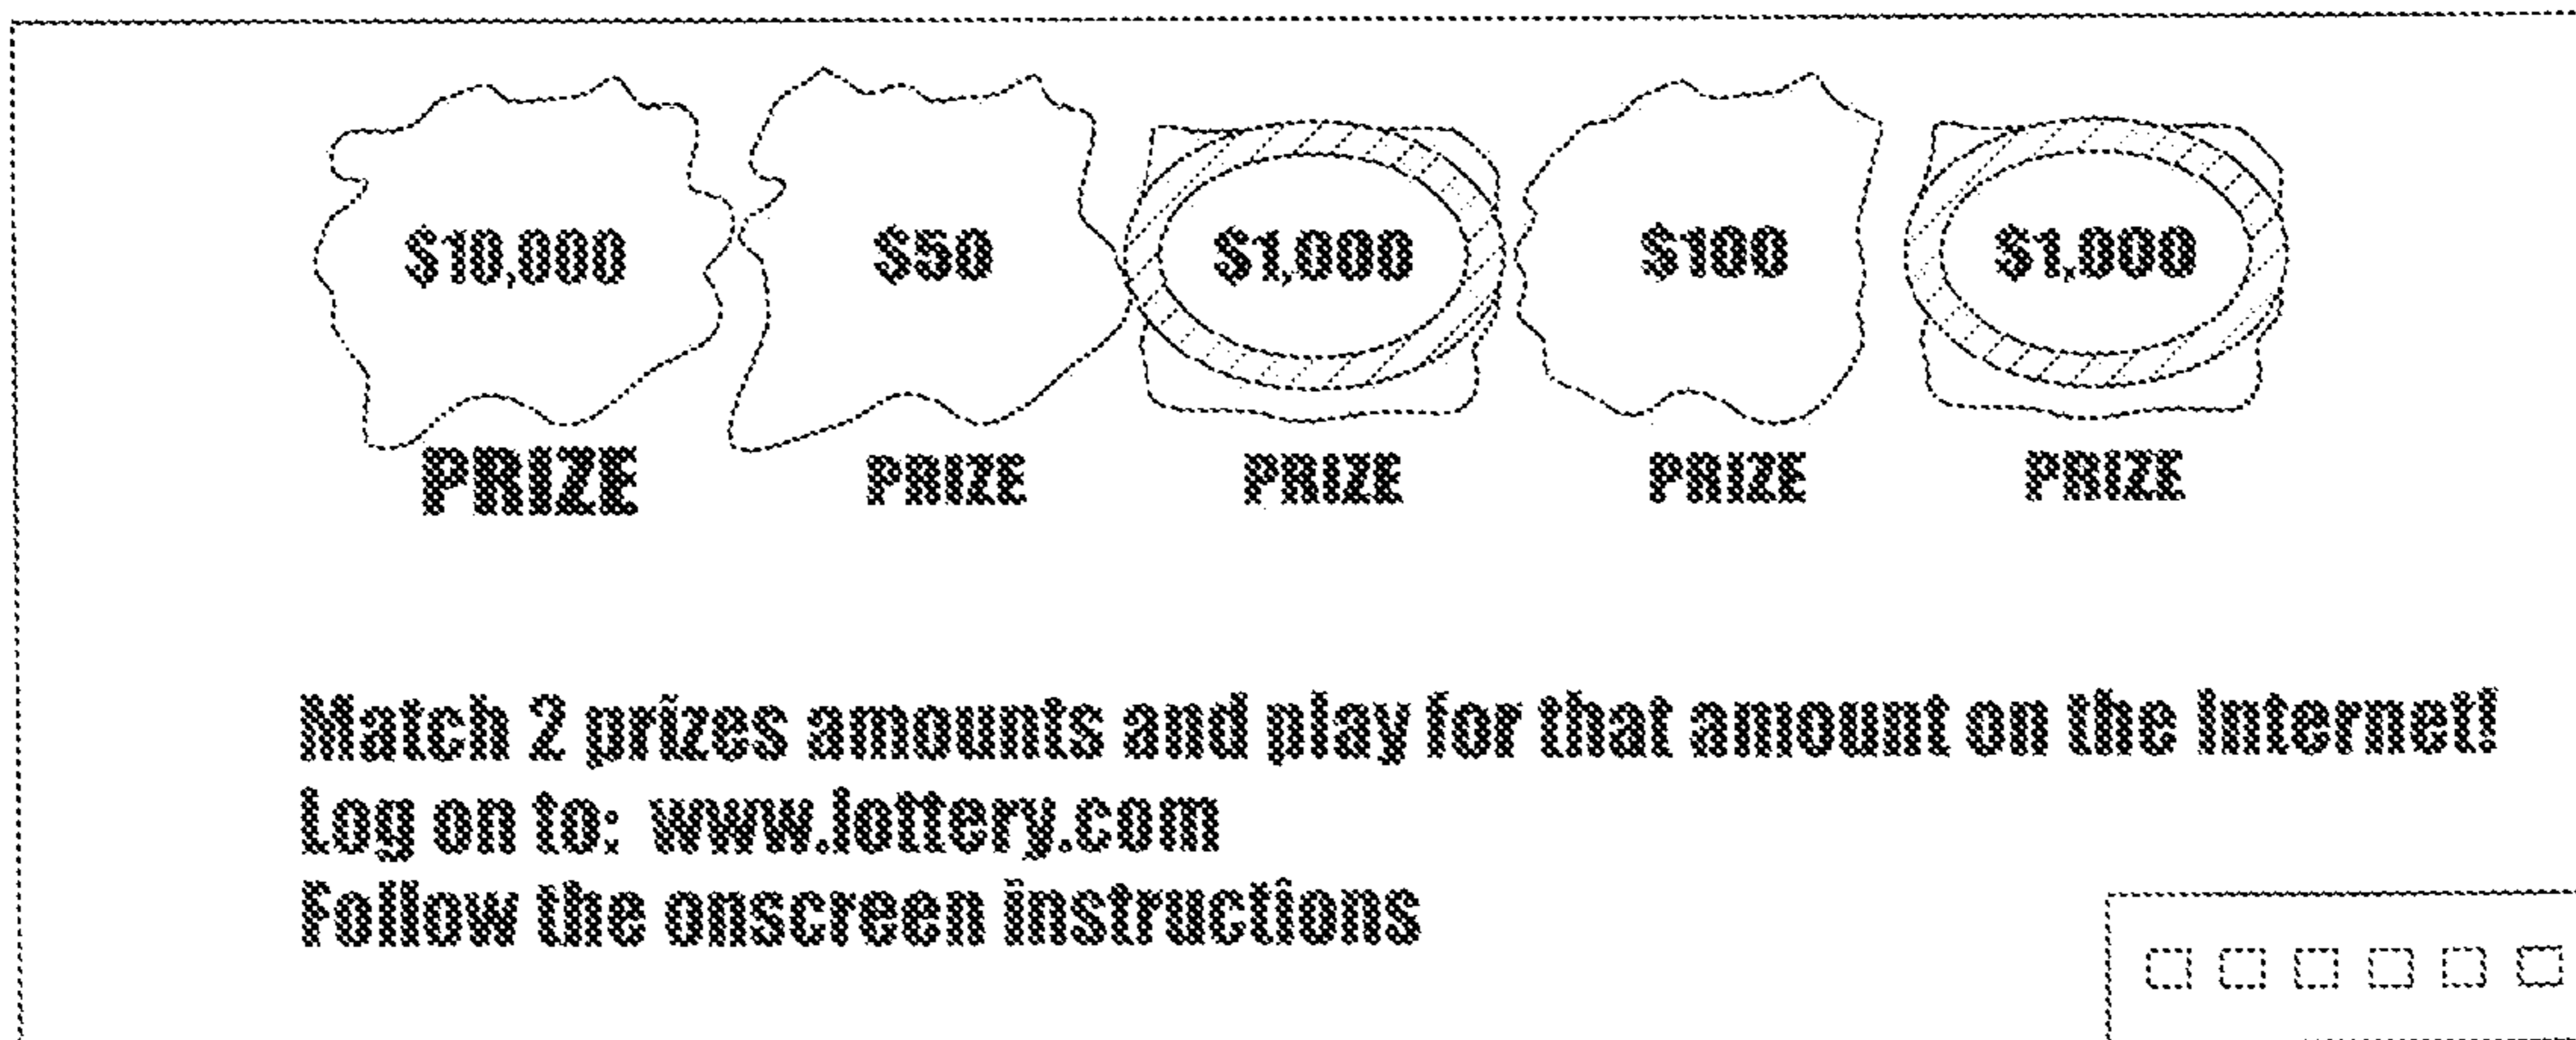 $10,000 $50 $1,000 $100 $1,000
PRIZE PRIZE PRIZE PRIZE PRIZE
Match 2 prizes amounts and play for that amount on the internet!
Log on to: www.lottery.com
Follow the onscreen instructions